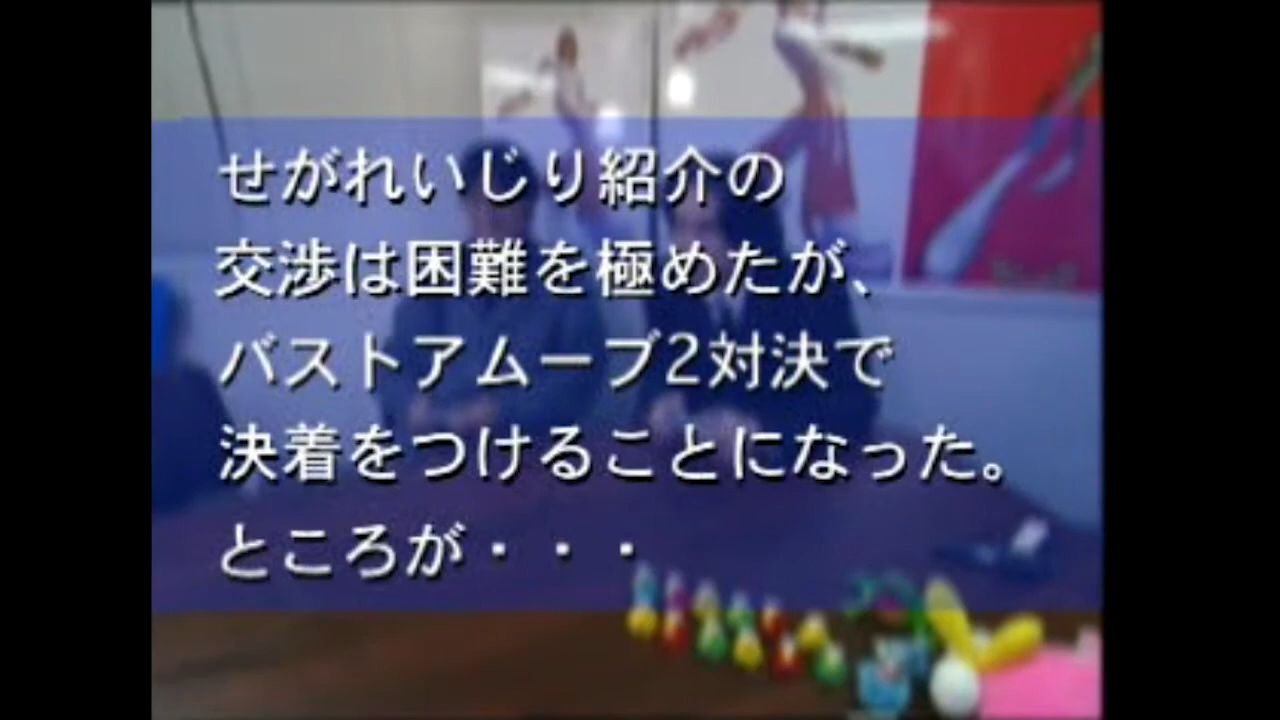 せがれいじり紹介の
交渉は困難を極めたが、
バストアムーブ2対決で
決着をつけることになった。
ところが・・・